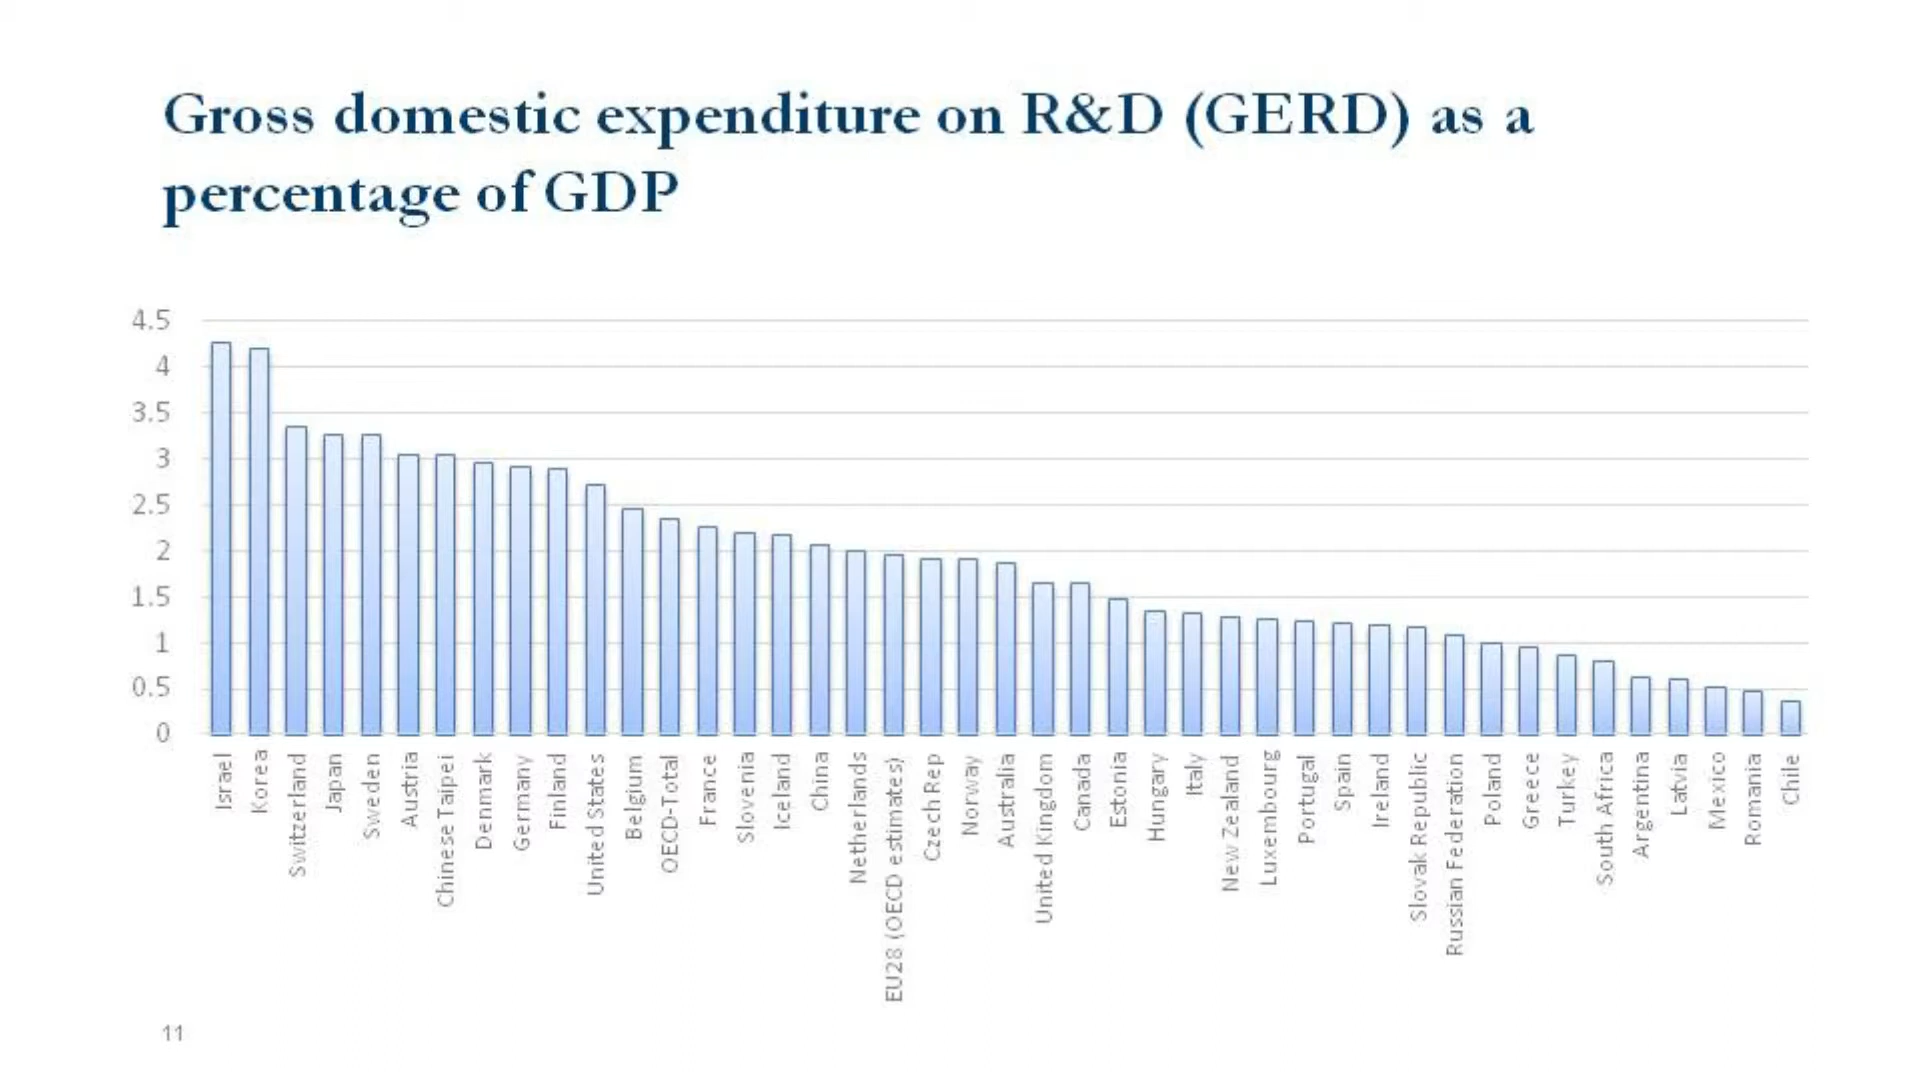 Gross domestic expenditure on R&D (GERD) as a
percentage of GDP
4.5
4
3.5
3
2.5
2
1.5
1
0.5
0
Israel
Korea
Switzerland
Japan
Sweden
Austria
Chinese Taipei
Denmark
Germany
Finland
United States
Belgium
OECD-Total
France
Slovenia
Iceland
China
Netherlands
EU28 (OECD estimates)
Czech Rep
Norway
Australia
United Kingdom
Canada
Estonia
Hungary
Italy
New Zealand
Luxembourg
Portugal
Spain
Ireland
Slovak Republic
Russian Federation
Poland
Greece
Turkey
South Africa
Argentina
Latvia
Mexico
Romania
Chile
11